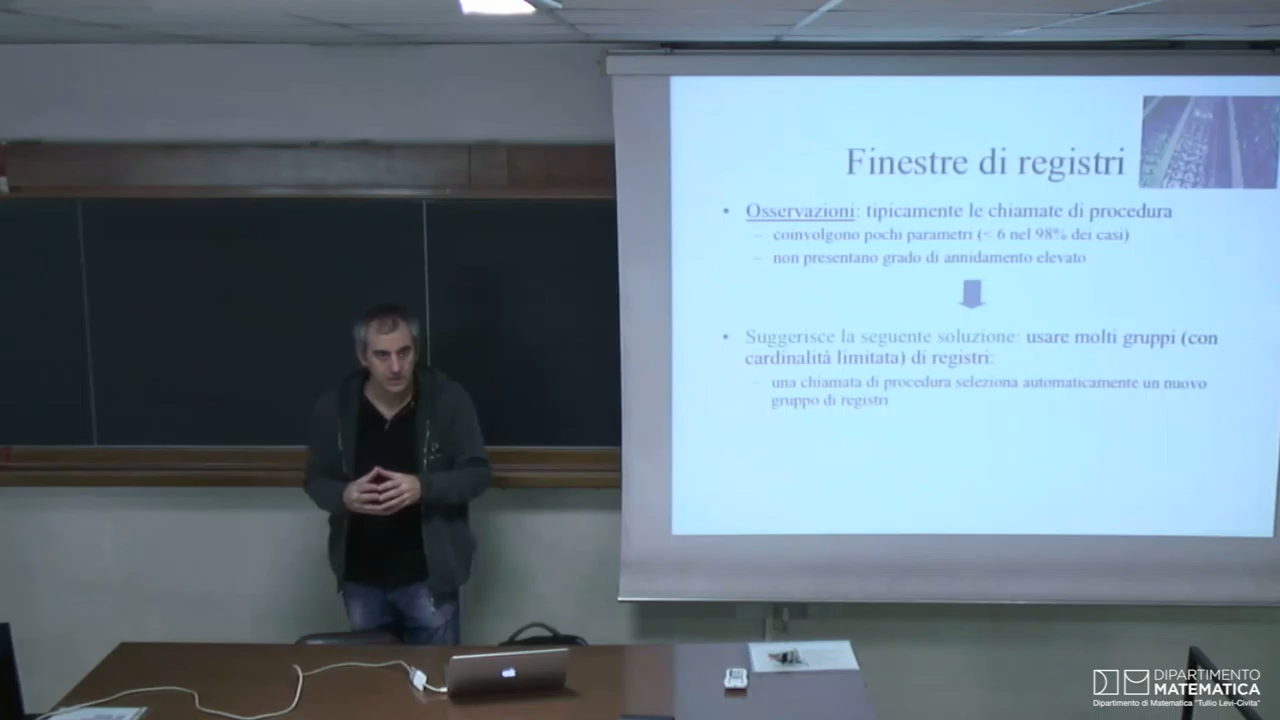 Finestre di registri
• Osservazioni: tipicamente le chiamate di procedura
– coinvolgono pochi parametri (< 6 nel 98% dei casi)
– non presentano grado di annidamento elevato
• Suggerisce la seguente soluzione: usare molti gruppi (con
cardinalità limitata) di registri:
– una chiamata di procedura seleziona automaticamente un nuovo
gruppo di registri
DIPARTIMENTO
MATEMATICA
Dipartimento di Matematica "Tullio Levi-Civita"